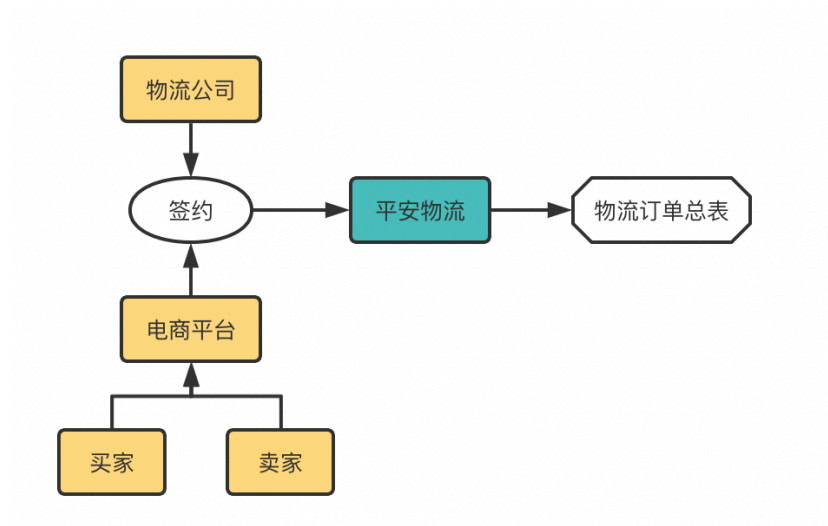 物流公司
签约
平安物流
物流订单总表
电商平台
买家
卖家